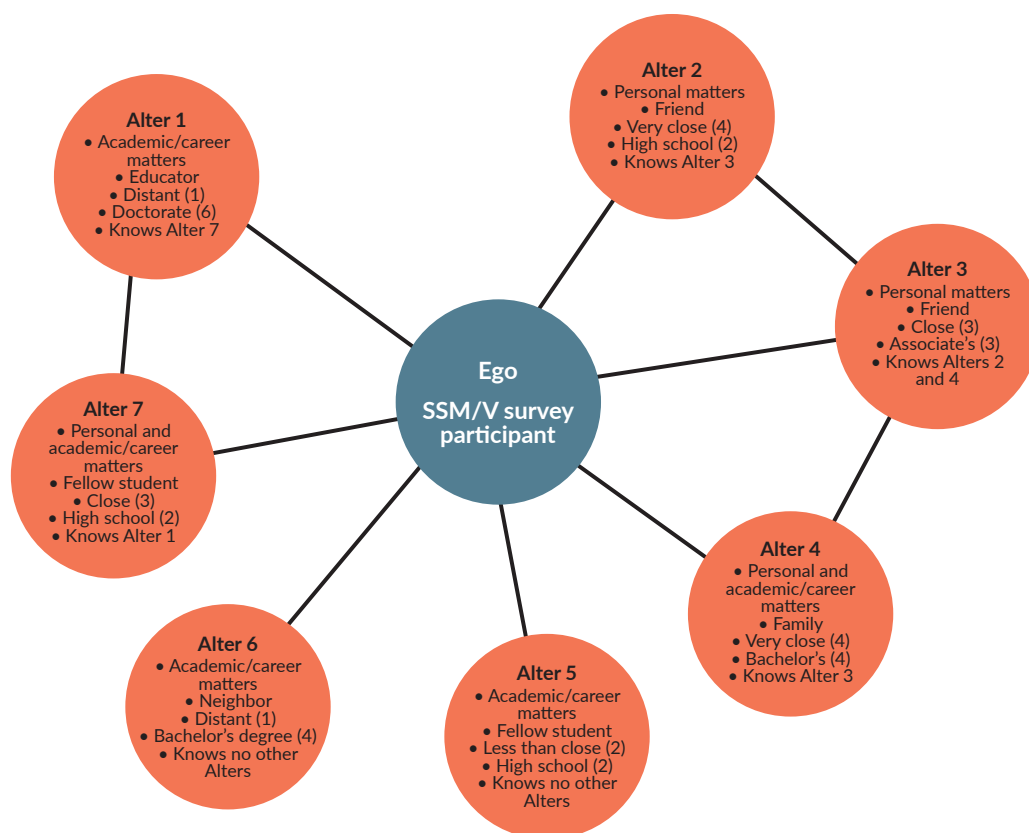 Alter 1
• Academic/career
matters
• Educator
• Distant (1)
• Doctorate (6)
• Knows Alter 7
Alter 2
• Personal matters
• Friend
• Very close (4)
• High school (2)
• Knows Alter 3
Alter 3
• Personal matters
• Friend
• Close (3)
• Associate's (3)
• Knows Alters 2
and 4
Ego
SSM/V survey
participant
Alter 7
• Personal and
academic/career
matters
• Fellow student
• Close (3)
• High school (2)
• Knows Alter 1
Alter 4
• Personal and
academic/career
matters
• Family
• Very close (4)
• Bachelor's (4)
• Knows Alter 3
Alter 6
• Academic/career
matters
• Neighbor
• Distant (1)
• Bachelor's degree (4)
• Knows no other
Alters
Alter 5
• Academic/career
matters
• Fellow student
• Less than close (2)
• High school (2)
• Knows no other
Alters